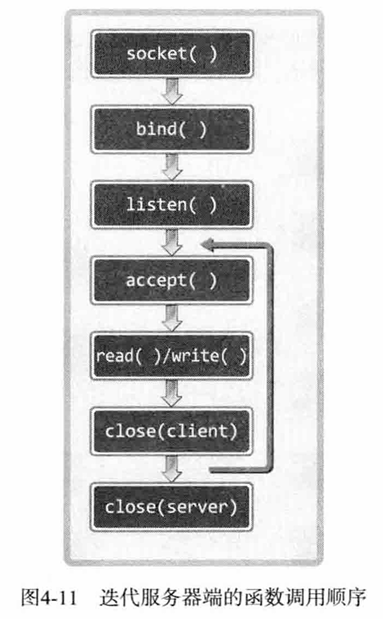 socket( )
bind( )
listen( )
accept( )
read( )/write( )
close(client)
close(server)
图4-11 迭代服务器端的函数调用顺序